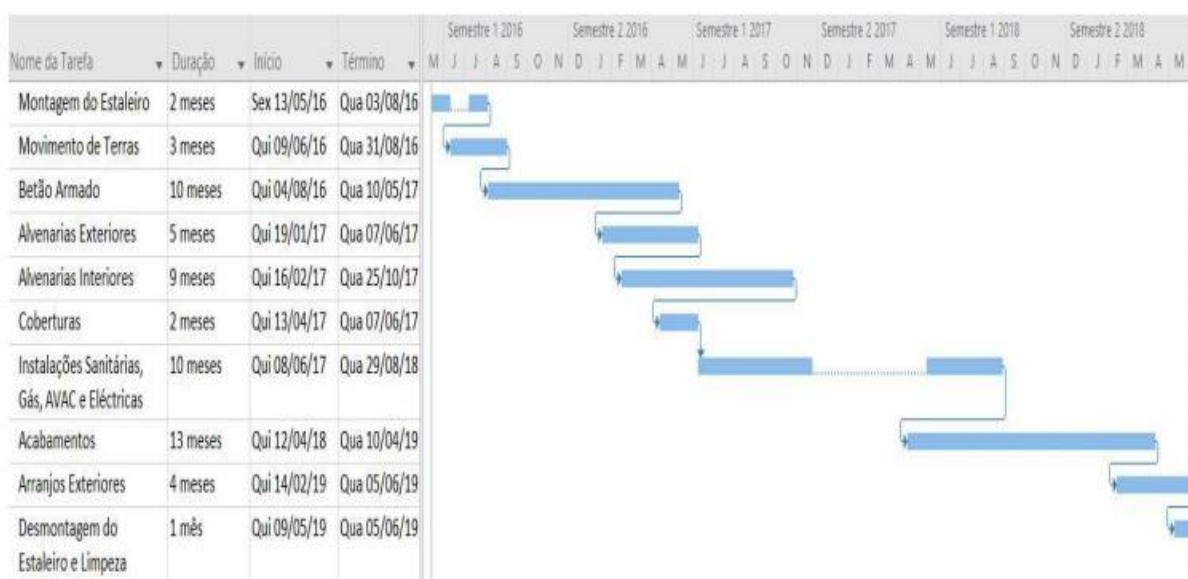 Semestre 1 2016 Semestre 2 2016 Semestre 1 2017 Semestre 2 2017 Semestre 1 2018 Semestre 2 2018
Nome da Tarefa Duração Início Término M J J A S O N D J F M A M J J A S O N D J F M A M J J A S O N D J F M A M
Montagem do Estaleiro 2 meses Sex 13/05/16 Qua 03/08/16
Movimento de Terras 3 meses Qui 09/06/16 Qua 31/08/16
Betão Armado 10 meses Qui 04/08/16 Qua 10/05/17
Alvenarias Exteriores 5 meses Qui 19/01/17 Qua 07/06/17
Alvenarias Interiores 9 meses Qui 16/02/17 Qua 25/10/17
Coberturas 2 meses Qui 13/04/17 Qua 07/06/17
Instalações Sanitárias, 10 meses Qui 08/06/17 Qua 29/08/18
Gás, AVAC e Eléctricas
Acabamentos 13 meses Qui 12/04/18 Qua 10/04/19
Arranjos Exteriores 4 meses Qui 14/02/19 Qua 05/06/19
Desmontagem do 1 mês Qui 09/05/19 Qua 05/06/19
Estaleiro e Limpeza